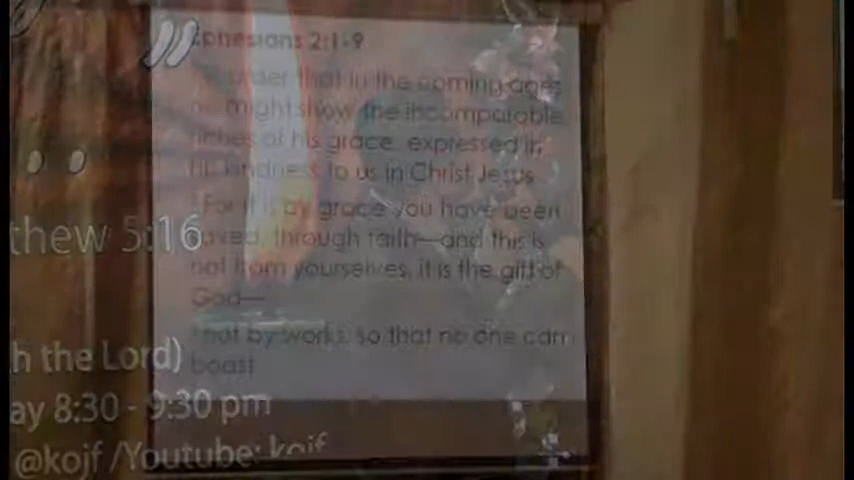 Ephesians 2:1-9
in order that in the coming ages
he might show the incomparable
riches of his grace, expressed in
his kindness to us in Christ Jesus
For it is by grace you have been
saved, through faith—and this is
not from yourselves, it is the gift of
God—
not by works, so that no one can
boast
thew 5:16
h the Lord)
ay 8:30 - 9:30 pm
@kojf /Youtube: kojf